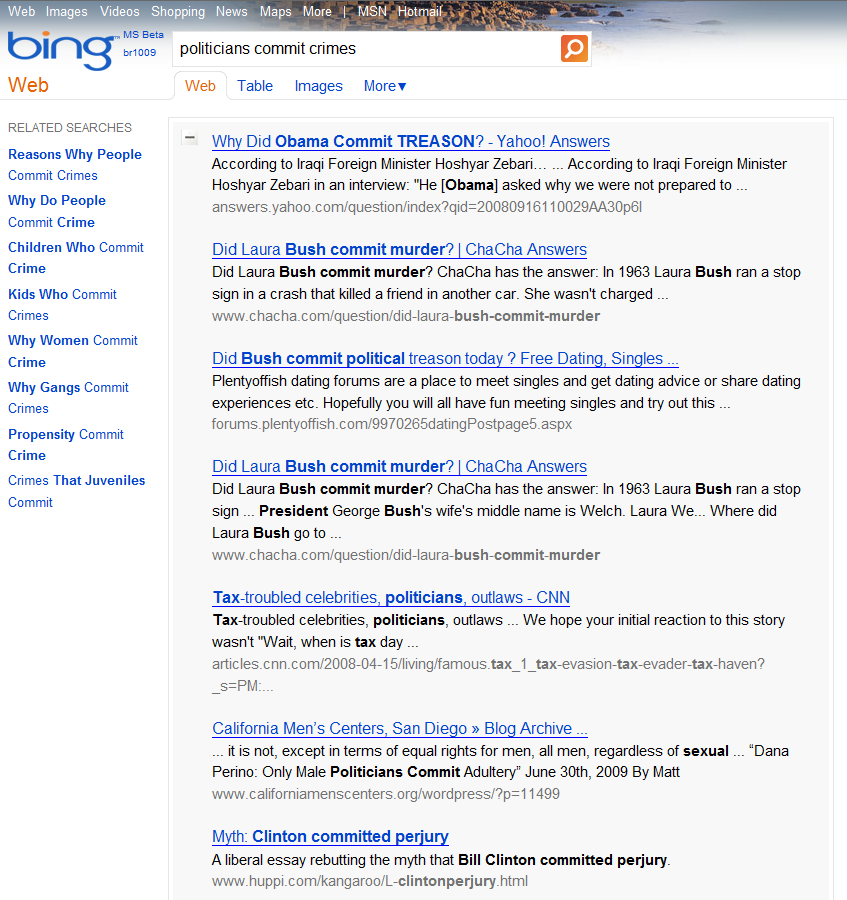 Web Images Videos Shopping News Maps More | MSN Hotmail
bing™ MS Beta
br1009
politicians commit crimes
Web
Web Table Images More▼
RELATED SEARCHES
Reasons Why People
Commit Crimes
Why Do People
Commit Crime
Children Who Commit
Crime
Kids Who Commit
Crimes
Why Women Commit
Crime
Why Gangs Commit
Crimes
Propensity Commit
Crime
Crimes That Juveniles
Commit
Why Did Obama Commit TREASON? - Yahoo! Answers
According to Iraqi Foreign Minister Hoshyar Zebari… ... According to Iraqi Foreign Minister
Hoshyar Zebari in an interview: "He [Obama] asked why we were not prepared to ...
answers.yahoo.com/question/index?qid=20080916110029AA30p6l
Did Laura Bush commit murder? | ChaCha Answers
Did Laura Bush commit murder? ChaCha has the answer: In 1963 Laura Bush ran a stop
sign in a crash that killed a friend in another car. She wasn't charged ...
www.chacha.com/question/did-laura-bush-commit-murder
Did Bush commit political treason today ? Free Dating, Singles ...
Plentyoffish dating forums are a place to meet singles and get dating advice or share dating
experiences etc. Hopefully you will all have fun meeting singles and try out this ...
forums.plentyoffish.com/9970265datingPostpage5.aspx
Did Laura Bush commit murder? | ChaCha Answers
Did Laura Bush commit murder? ChaCha has the answer: In 1963 Laura Bush ran a stop
sign ... President George Bush's wife's middle name is Welch. Laura We... Where did
Laura Bush go to ...
www.chacha.com/question/did-laura-bush-commit-murder
Tax-troubled celebrities, politicians, outlaws - CNN
Tax-troubled celebrities, politicians, outlaws ... We hope your initial reaction to this story
wasn't "Wait, when is tax day ...
articles.cnn.com/2008-04-15/living/famous.tax_1_tax-evasion-tax-evader-tax-haven?
_s=PM:...
California Men's Centers, San Diego » Blog Archive ...
... it is not, except in terms of equal rights for men, all men, regardless of sexual ... “Dana
Perino: Only Male Politicians Commit Adultery” June 30th, 2009 By Matt
www.californiamenscenters.org/wordpress/?p=11499
Myth: Clinton committed perjury
A liberal essay rebutting the myth that Bill Clinton committed perjury.
www.huppi.com/kangaroo/L-clintonperjury.html